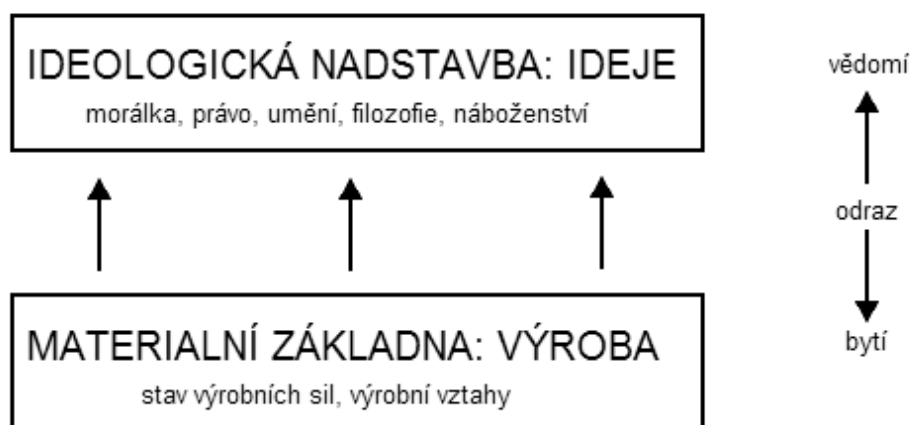 IDEOLOGICKÁ NADSTAVBA: IDEJE
morálka, právo, umění, filozofie, náboženství
MATERIALNÍ ZÁKLADNA: VÝROBA
stav výrobních sil, výrobní vztahy
vědomí
odraz
bytí